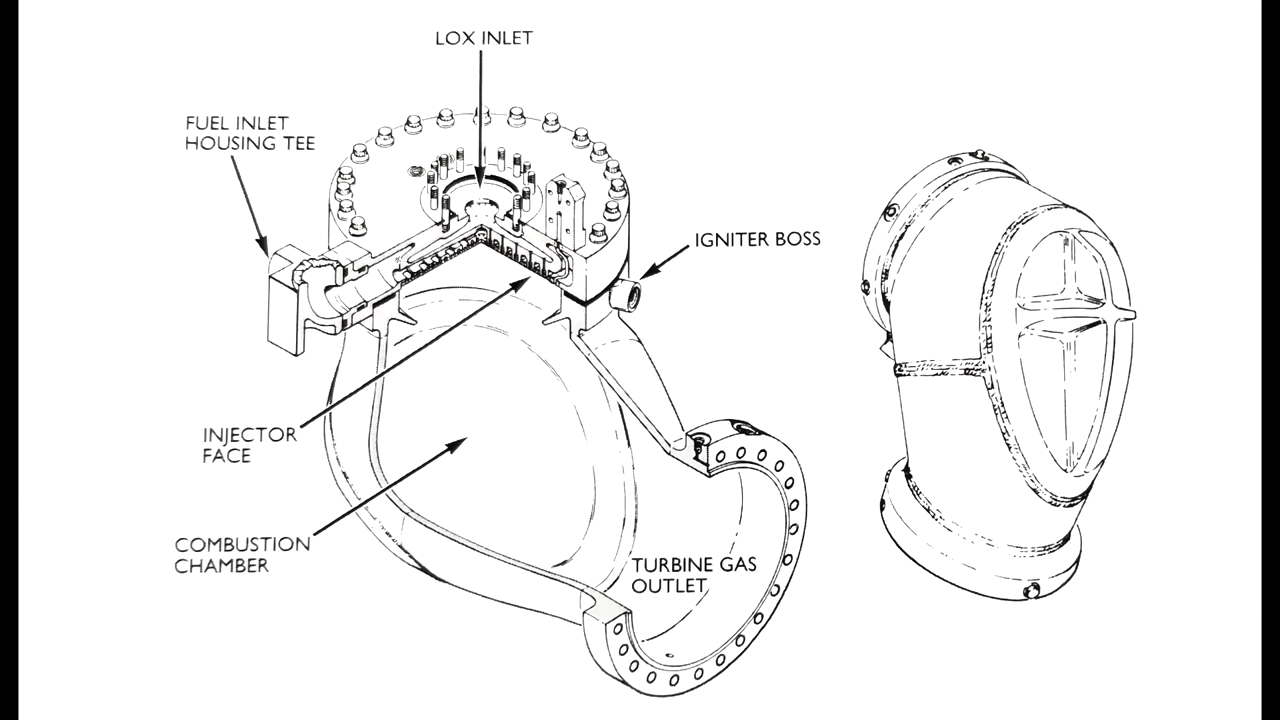 LOX INLET
FUEL INLET
HOUSING TEE
IGNITER BOSS
INJECTOR
FACE
COMBUSTION
CHAMBER
TURBINE GAS
OUTLET